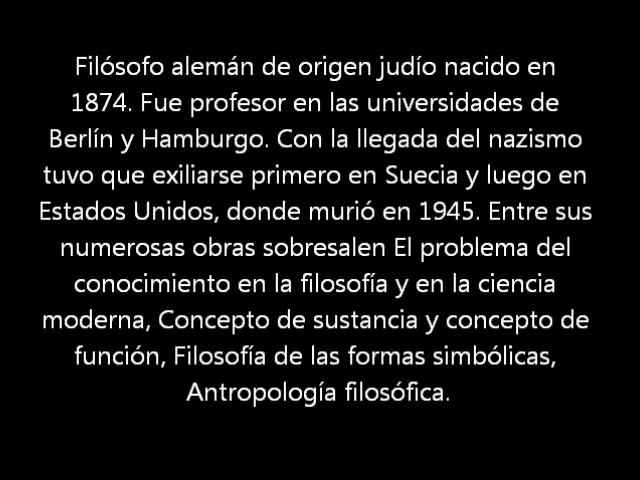 Filósofo alemán de origen judío nacido en
1874. Fue profesor en las universidades de
Berlín y Hamburgo. Con la llegada del nazismo
tuvo que exiliarse primero en Suecia y luego en
Estados Unidos, donde murió en 1945. Entre sus
numerosas obras sobresalen El problema del
conocimiento en la filosofía y en la ciencia
moderna, Concepto de sustancia y concepto de
función, Filosofía de las formas simbólicas,
Antropología filosófica.